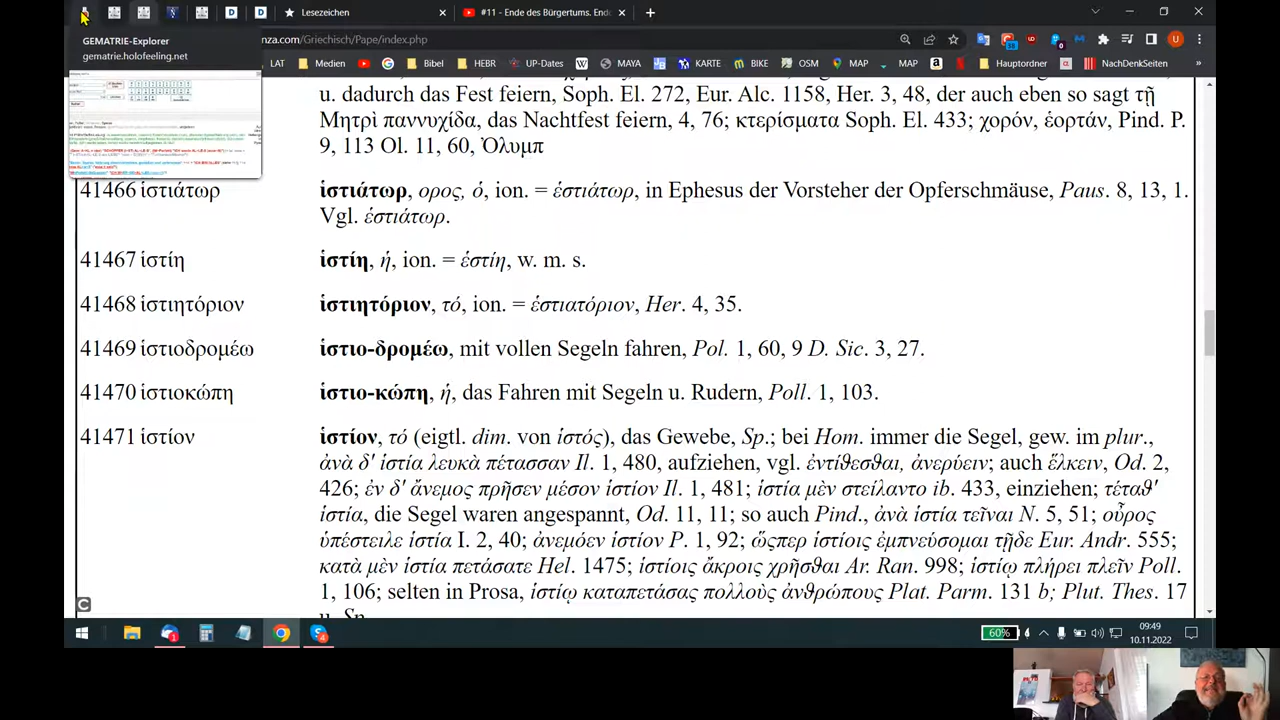 Lesezeichen
#11 - Ende des Bürgertums. Ende
GEMATRIE-Explorer
gematrie.holofeeling.net
nza.com/Griechisch/Pape/index.php
LAT
Medien
Bibel
HEBR
UP-Dates
MAYA
KARTE
BIBEL
OSM
MAP
MAP
Hauptordner
NachDenkSeiten
u. dadurch das Fest feiern, Soph. El. 272, Eur. Alc. 1158. Her. 3, 48. der auch eben so sagt τῇ
Μητρὶ παννυχίδα, der Gottfest feiern. 4, 76; κτέρεα, Soph. El. 433; χορόν, ἑορτάν, Pind. P.
9, 113 Ol. 11, 60, Ὀλυμ
41466 ἱστιάτωρ
ἱστιάτωρ, ορος, ὁ, ion. = ἑστιάτωρ, in Ephesus der Vorsteher der Opferschmäuse, Paus. 8, 13, 1.
Vgl. ἑστιάτωρ.
41467 ἱστίη
ἱστίη, ἡ, ion. = ἑστίη, w. m. s.
41468 ἱστιητόριον
ἱστιητόριον, τό, ion. = ἑστιατόριον, Her. 4, 35.
41469 ἱστιοδρομέω
ἱστιο-δρομέω, mit vollen Segeln fahren, Pol. 1, 60, 9 D. Sic. 3, 27.
41470 ἱστιοκώπη
ἱστιο-κώπη, ἡ, das Fahren mit Segeln u. Rudern, Poll. 1, 103.
41471 ἱστίον
ἱστίον, τό (eigtl. dim. von ἱστός), das Gewebe, Sp.; bei Hom. immer die Segel, gew. im plur.,
ἀνὰ δ' ἱστία λευκὰ πέτασσαν Il. 1, 480, aufziehen, vgl. ἐντίθεσθαι, ἀνερύειν; auch ἕλκειν, Od. 2,
426; ἐν δ' ἄνεμος πρῆσεν μέσον ἱστίον Il. 1, 481; ἱστία μὲν στείλαντο ib. 433, einziehen; τέταθ'
ἱστία, die Segel waren angespannt, Od. 11, 11; so auch Pind., ἀνὰ ἱστία τεῖναι N. 5, 51; οὖρος
ὑπέστειλε ἱστία I. 2, 40; ἀνεμόεν ἱστίον P. 1, 92; ὥςπερ ἱστίοις ἐμπνεύσομαι τῇδε Eur. Andr. 555;
κατὰ μὲν ἱστία πετάσατε Hel. 1475; ἱστίοις ἄκροις χρῆσθαι Ar. Ran. 998; ἱστίῳ πλήρει πλεῖν Poll.
1, 106; selten in Prosa, ἱστίῳ καταπετάσας πολλοὺς ἀνθρώπους Plat. Parm. 131 b; Plut. Thes. 17
u. Sp.
60%
09:49
10.11.2022